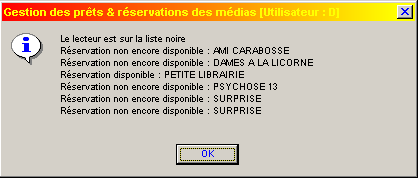 Gestion des prêts & réservations des médias [Utilisateur : D]
Le lecteur est sur la liste noire
Réservation non encore disponible : AMI CARABOSSE
Réservation non encore disponible : DAMES A LA LICORNE
Réservation disponible : PETITE LIBRAIRIE
Réservation non encore disponible : PSYCHOSE 13
Réservation non encore disponible : SURPRISE
Réservation non encore disponible : SURPRISE
OK